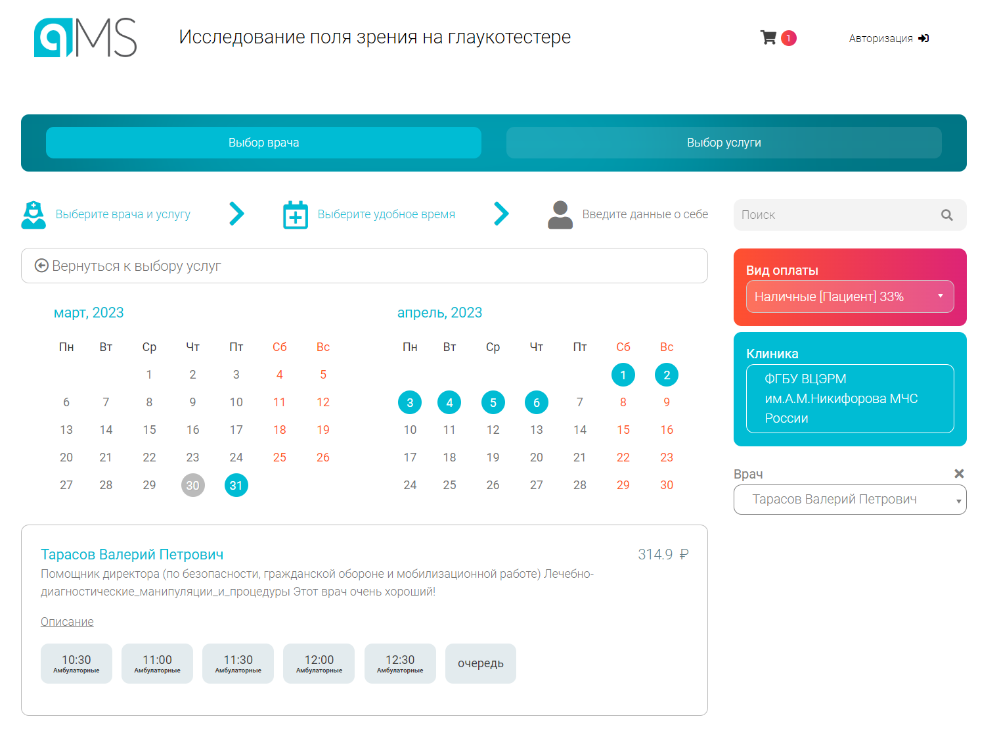 qMS
Исследование поля зрения на глаукотестере
1
Авторизация
Выбор врача
Выбор услуги
Выберите врача и услугу
Выберите удобное время
Введите данные о себе
Поиск
Вернуться к выбору услуг
март, 2023
Пн Вт Ср Чт Пт Сб Вс
1 2 3 4 5
6 7 8 9 10 11 12
13 14 15 16 17 18 19
20 21 22 23 24 25 26
27 28 29 30 31
апрель, 2023
Пн Вт Ср Чт Пт Сб Вс
1 2
3 4 5 6 7 8 9
10 11 12 13 14 15 16
17 18 19 20 21 22 23
24 25 26 27 28 29 30
Вид оплаты
Наличные [Пациент] 33%
Клиника
ФГБУ ВЦЭРМ
им.А.М.Никифорова МЧС
России
Врач
Тарасов Валерий Петрович
Тарасов Валерий Петрович
314.9 ₽
Помощник директора (по безопасности, гражданской обороне и мобилизационной работе) Лечебно-
диагностические_манипуляции_и_процедуры Этот врач очень хороший!
Описание
10:30
Амбулаторные
11:00
Амбулаторные
11:30
Амбулаторные
12:00
Амбулаторные
12:30
Амбулаторные
очередь